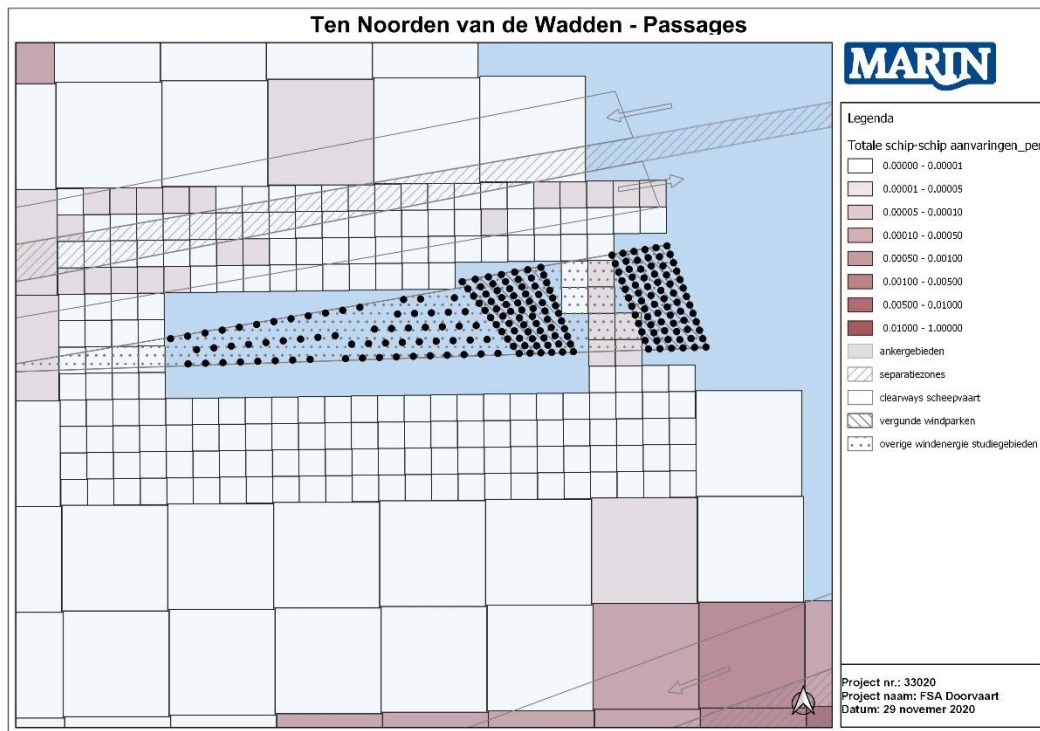 Ten Noorden van de Wadden - Passages
MARIN
Legenda
Totale schip-schip aanvaringen_per
0.00000 - 0.00001
0.00001 - 0.00005
0.00005 - 0.00010
0.00010 - 0.00050
0.00050 - 0.00100
0.00100 - 0.00500
0.00500 - 0.01000
0.01000 - 1.00000
ankergebieden
separatiezones
clearways scheepvaart
vergunde windparken
overige windenergie studiegebieden
Project nr.: 33020
Project naam: FSA Doorvaart
Datum: 29 novemer 2020